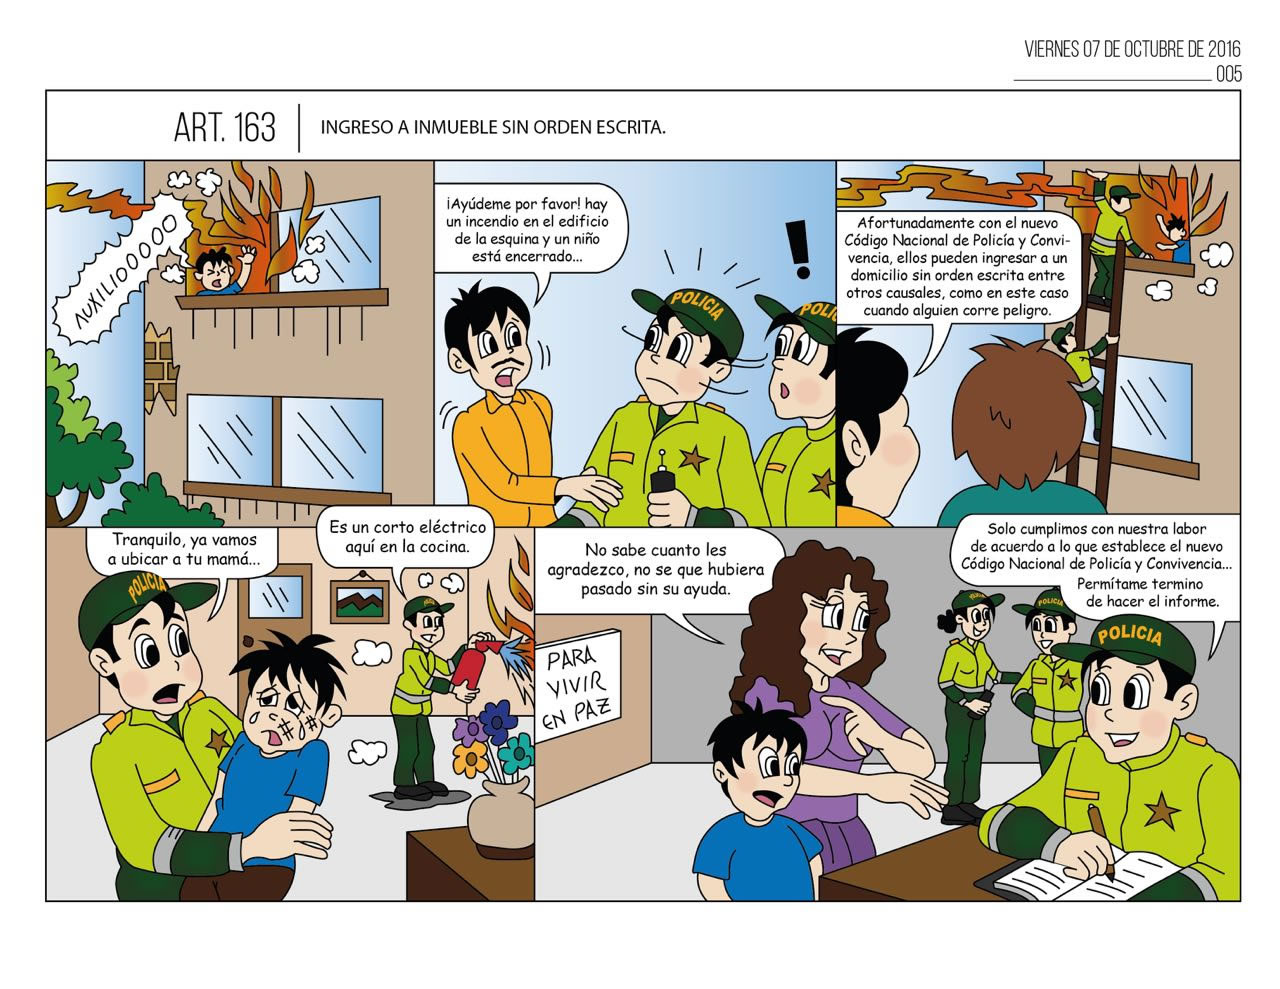 VIERNES 07 DE OCTUBRE DE 2016
005
ART. 163
INGRESO A INMUEBLE SIN ORDEN ESCRITA.
AUXILIOOOOO
¡Ayúdeme por favor! hay
un incendio en el edificio
de la esquina y un niño
está encerrado...
!
POLICIA
POLIC
Afortunadamente con el nuevo
Código Nacional de Policía y Convi-
vencia, ellos pueden ingresar a un
domicilio sin orden escrita entre
otros causales, como en este caso
cuando alguien corre peligro.
Tranquilo, ya vamos
a ubicar a tu mamá...
POLICIA
Es un corto eléctrico
aquí en la cocina.
No sabe cuanto les
agradezco, no se que hubiera
pasado sin su ayuda.
PARA
VIVIR
EN PAZ
Solo cumplimos con nuestra labor
de acuerdo a lo que establece el nuevo
Código Nacional de Policía y Convivencia...
Permítame termino
de hacer el informe.
POLICIA
POLICIA
POLICIA